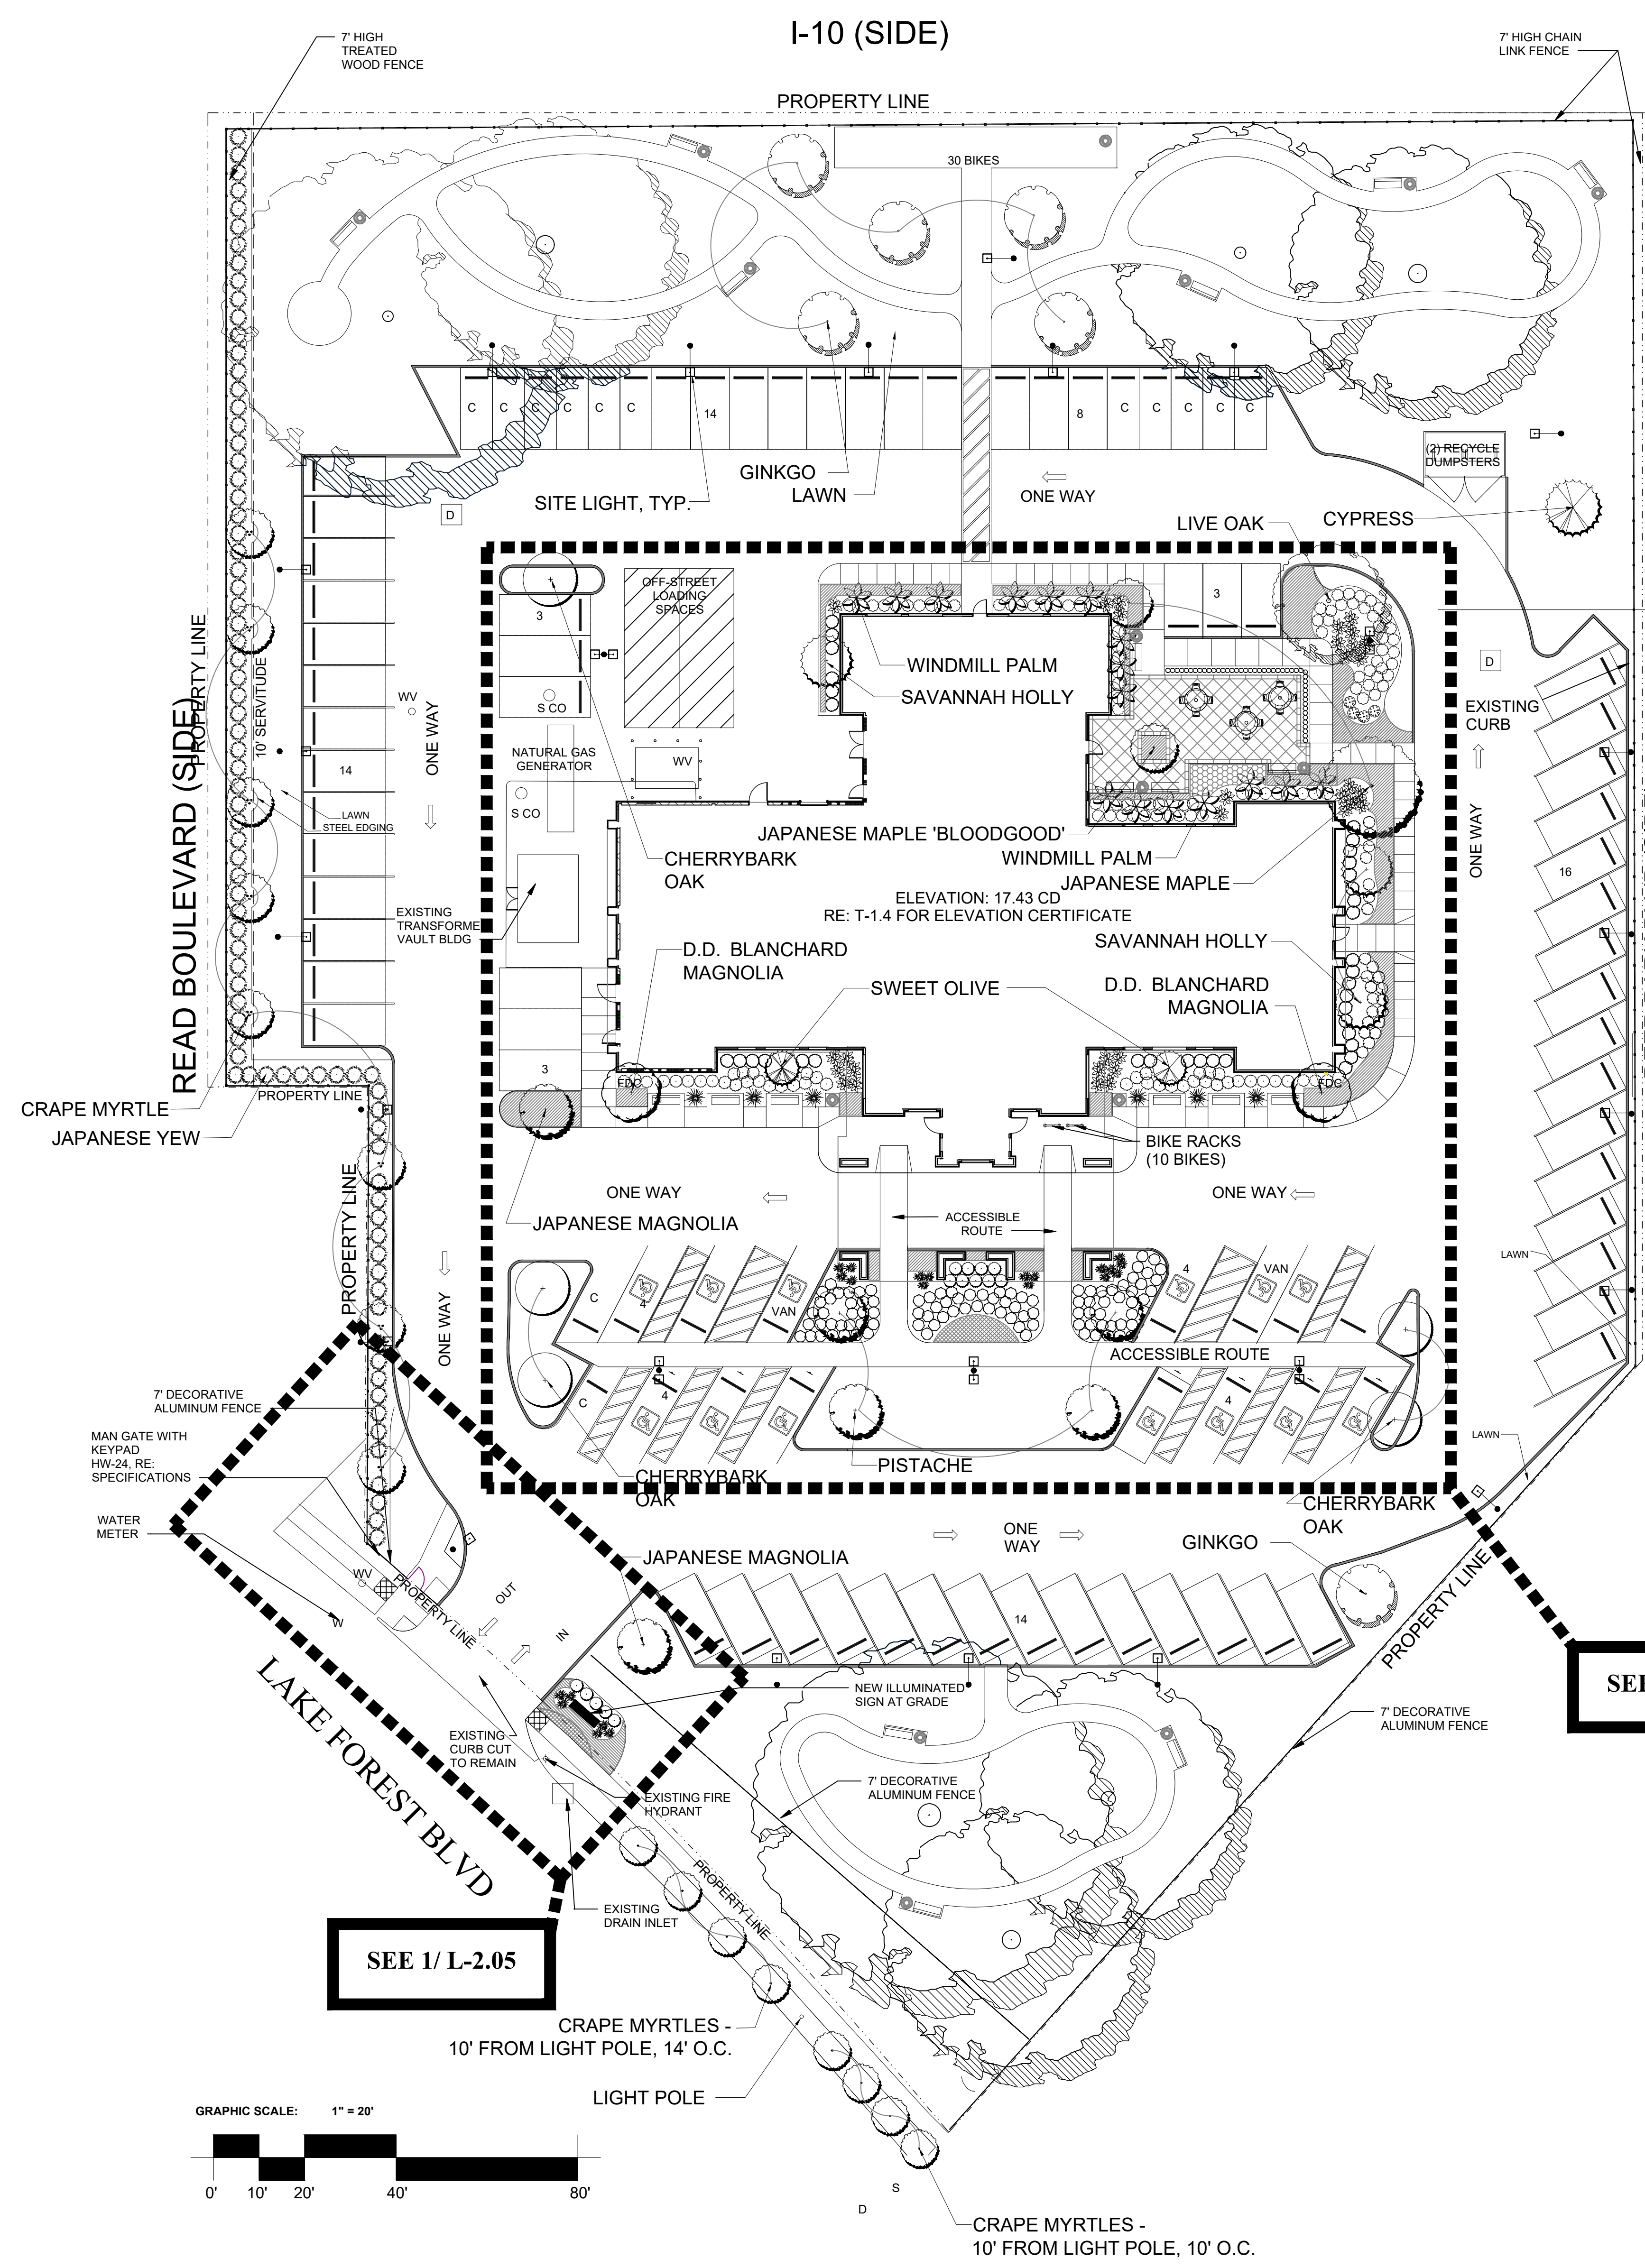 I-10 (SIDE)
7' HIGH
TREATED
WOOD FENCE
7' HIGH CHAIN
LINK FENCE
PROPERTY LINE
30 BIKES
C
C
C
C
C
C
14
8
C
C
C
C
C
(2) RECYCLE
DUMPSTERS
GINKGO
LAWN
SITE LIGHT, TYP.
ONE WAY
D
LIVE OAK
CYPRESS
OFF-STREET
LOADING
SPACES
3
3
PROPERTY LINE
10' SERVITUDE
READ BOULEVARD (SIDE)
WINDMILL PALM
SAVANNAH HOLLY
D
EXISTING
CURB
WV
ONE WAY
S CO
NATURAL GAS
GENERATOR
WV
14
S CO
LAWN
STEEL EDGING
JAPANESE MAPLE 'BLOODGOOD'
WINDMILL PALM
JAPANESE MAPLE
CHERRYBARK
OAK
ONE WAY
16
ELEVATION: 17.43 CD
RE: T-1.4 FOR ELEVATION CERTIFICATE
EXISTING
TRANSFORME
VAULT BLDG
D.D. BLANCHARD
MAGNOLIA
SAVANNAH HOLLY
SWEET OLIVE
D.D. BLANCHARD
MAGNOLIA
3
FDC
FDC
PROPERTY LINE
CRAPE MYRTLE
JAPANESE YEW
BIKE RACKS
(10 BIKES)
PROPERTY LINE
ONE WAY
ONE WAY
JAPANESE MAGNOLIA
ACCESSIBLE
ROUTE
ONE WAY
C
4
VAN
4
VAN
LAWN
ACCESSIBLE ROUTE
C
4
4
7' DECORATIVE
ALUMINUM FENCE
MAN GATE WITH
KEYPAD
HW-24, RE:
SPECIFICATIONS
LAWN
PISTACHE
CHERRYBARK
OAK
CHERRYBARK
OAK
WATER
METER
ONE
WAY
GINKGO
JAPANESE MAGNOLIA
WV
PROPERTY LINE
OUT
IN
W
14
PROPERTY LINE
SEE
LAKE FOREST BLVD
NEW ILLUMINATED
SIGN AT GRADE
7' DECORATIVE
ALUMINUM FENCE
EXISTING
CURB CUT
TO REMAIN
7' DECORATIVE
ALUMINUM FENCE
EXISTING FIRE
HYDRANT
PROPERTY LINE
EXISTING
DRAIN INLET
SEE 1/ L-2.05
CRAPE MYRTLES -
10' FROM LIGHT POLE, 14' O.C.
LIGHT POLE
GRAPHIC SCALE: 1" = 20'
0' 10' 20' 40' 80'
S
D
CRAPE MYRTLES -
10' FROM LIGHT POLE, 10' O.C.